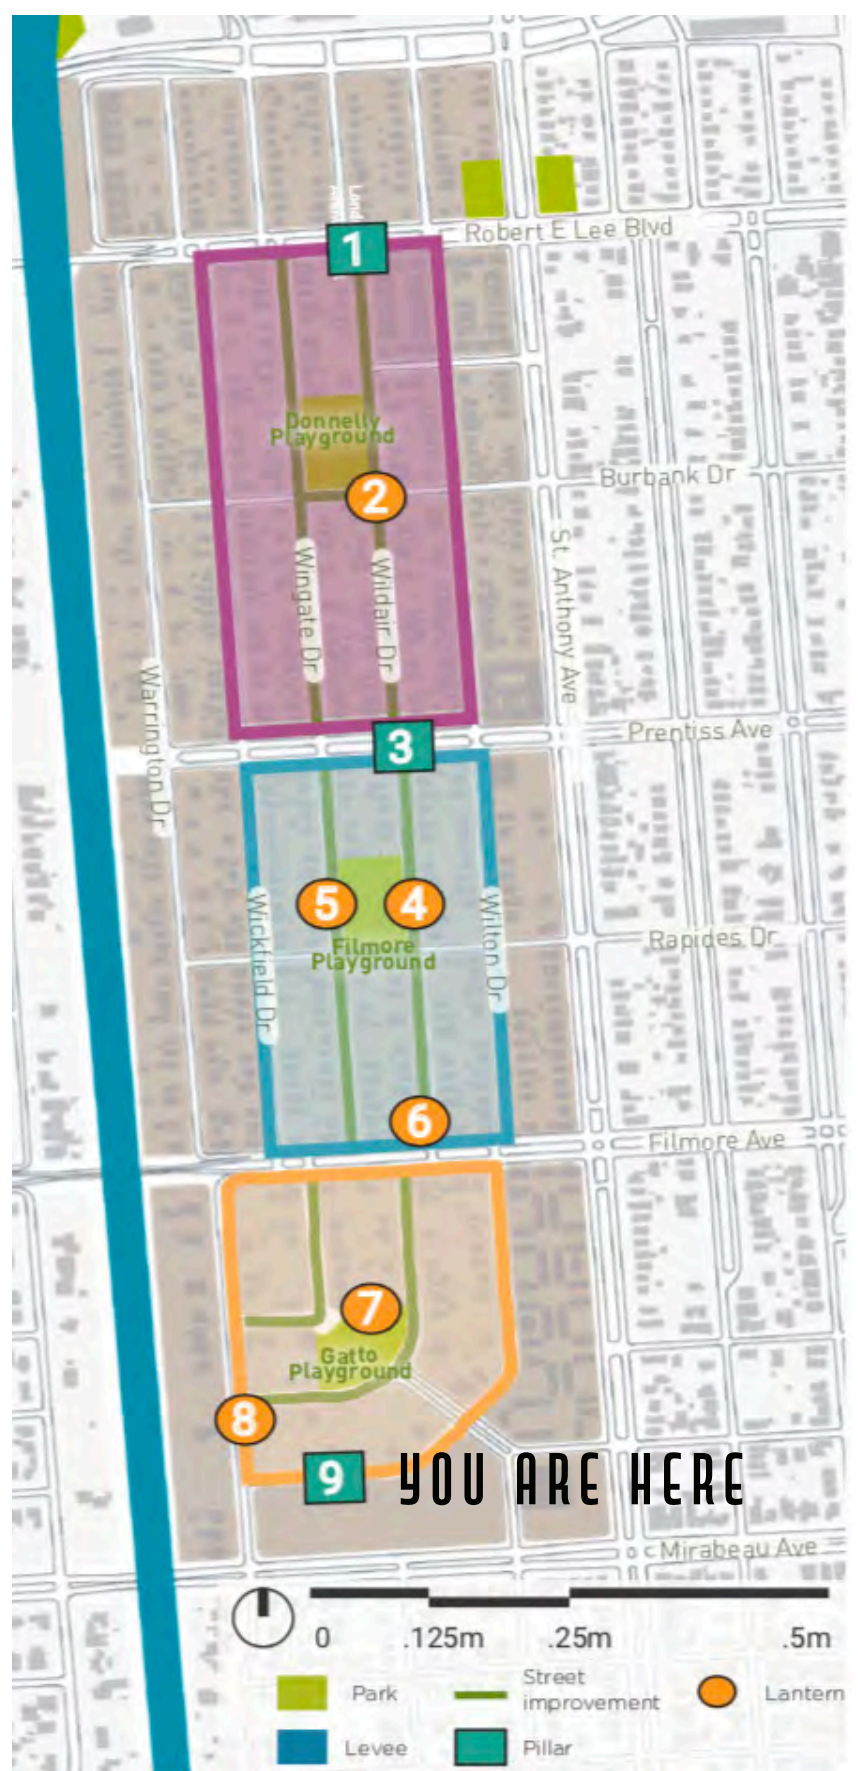 Robert E Lee Blvd
1
Donnelly
Playground
Burbank Dr
2
Wingate Dr
Wildair Dr
St. Anthony Ave
Warrington Dr
Prentiss Ave
3
5
4
Wickfield Dr
Wilton Dr
Filmore
Playground
Rapides Dr
6
Filmore Ave
7
Gatto
Playground
8
9
YOU ARE HERE
Mirabeau Ave
0 .125m .25m .5m
Park
Street
improvement
Lantern
Levee
Pillar